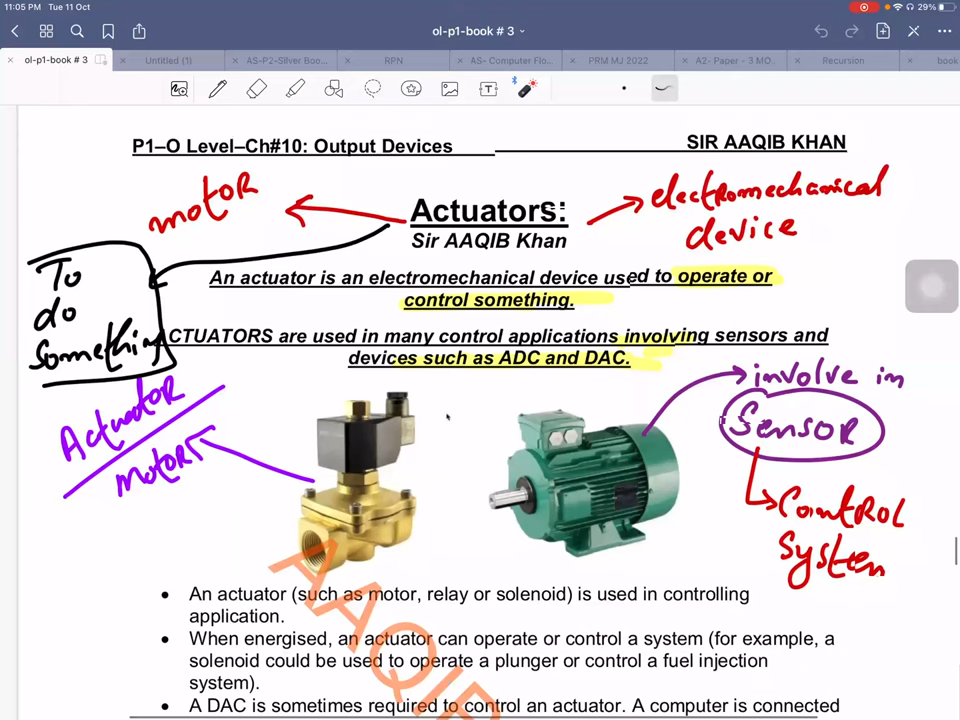 11:05 PM Tue 11 Oct
29%
ol-p1-book # 3
ol-p1-book # 3
Untitled (1)
AS-P2-Silver Boo...
RPN
AS- Computer Flo...
PRM MJ 2022
A2- Paper - 3 MO...
Recursion
book
P1–O Level–Ch#10: Output Devices
SIR AAQIB KHAN
motor
Actuators:
electromechanical
device
Sir AAQIB Khan
To
do
something
An actuator is an electromechanical device used to operate or
control something.
ACTUATORS are used in many control applications involving sensors and
devices such as ADC and DAC.
Actuator
motors
involve in
Sensor
Control
System
AAQIB
• An actuator (such as motor, relay or solenoid) is used in controlling
application.
• When energised, an actuator can operate or control a system (for example, a
solenoid could be used to operate a plunger or control a fuel injection
system).
• A DAC is sometimes required to control an actuator. A computer is connected